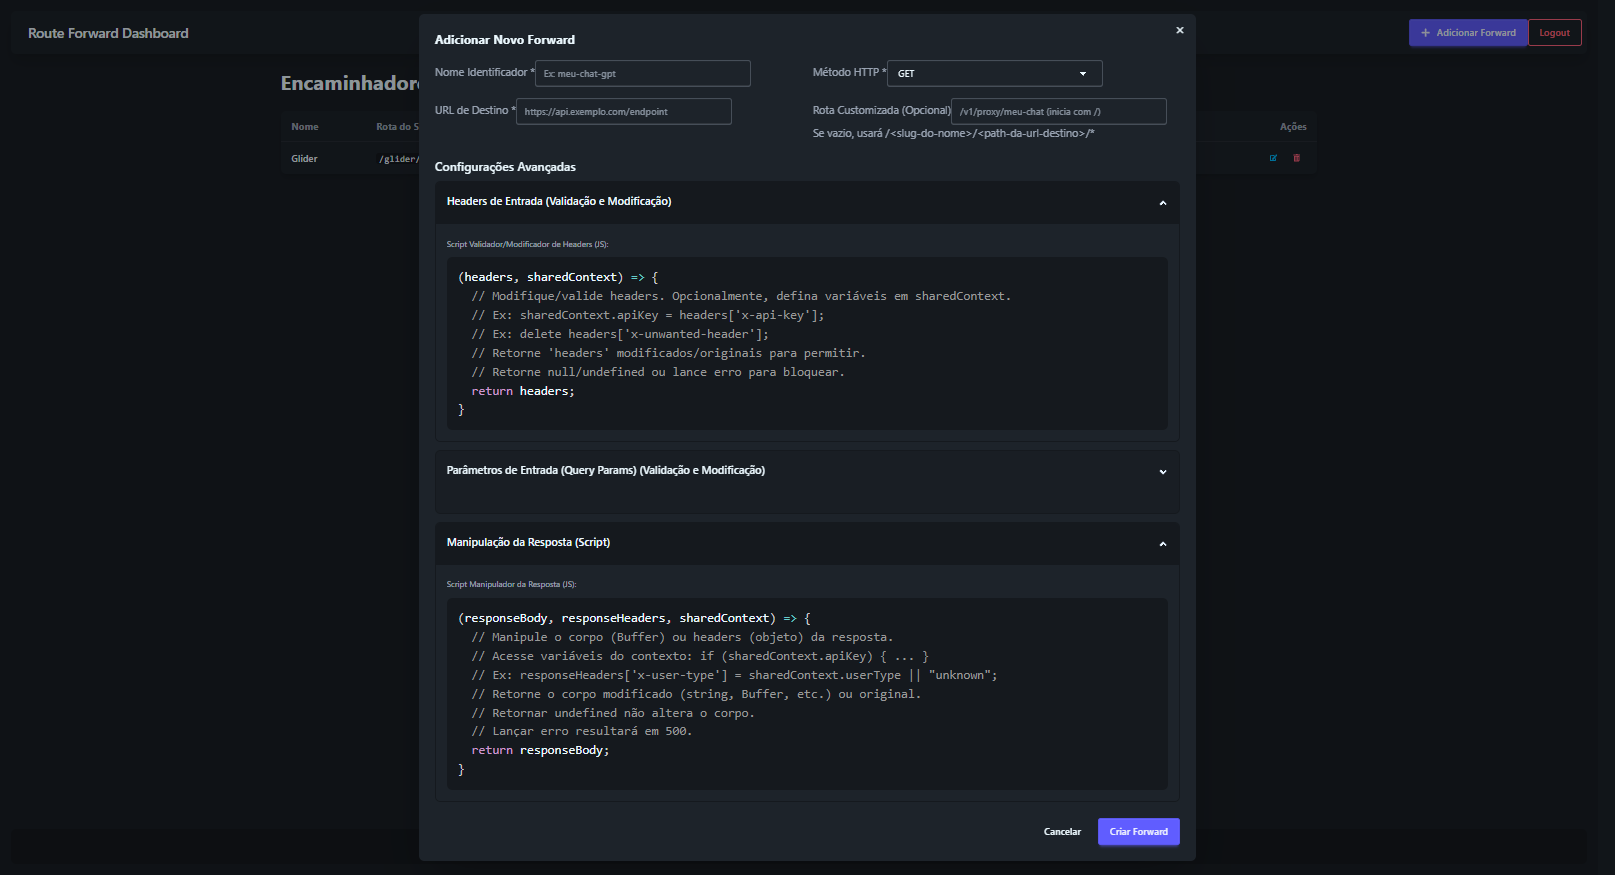 Route Forward Dashboard
Adicionar Forward
Logout
Nome
Rota do S
Ações
Glider
/glider/
Adicionar Novo Forward
Nome Identificador *
Ex: meu-chat-gpt
Método HTTP *
GET
URL de Destino *
https://api.exemplo.com/endpoint
Rota Customizada (Opcional)
/v1/proxy/meu-chat (inicia com /)
Se vazio, usará /<slug-do-nome>/<path-da-url-destino>/*
Configurações Avançadas
Headers de Entrada (Validação e Modificação)
Script Validador/Modificador de Headers (JS):
(headers, sharedContext) => {
// Modifique/valide headers. Opcionalmente, defina variáveis em sharedContext.
// Ex: sharedContext.apiKey = headers['x-api-key'];
// Ex: delete headers['x-unwanted-header'];
// Retorne 'headers' modificados/originais para permitir.
// Retorne null/undefined ou lance erro para bloquear.
return headers;
}
Parâmetros de Entrada (Query Params) (Validação e Modificação)
Manipulação da Resposta (Script)
Script Manipulador da Resposta (JS):
(responseBody, responseHeaders, sharedContext) => {
// Manipule o corpo (Buffer) ou headers (objeto) da resposta.
// Acesse variáveis do contexto: if (sharedContext.apiKey) { ... }
// Ex: responseHeaders['x-user-type'] = sharedContext.userType || "unknown";
// Retorne o corpo modificado (string, Buffer, etc.) ou original.
// Retornar undefined não altera o corpo.
// Lançar erro resultará em 500.
return responseBody;
}
Cancelar
Criar Forward